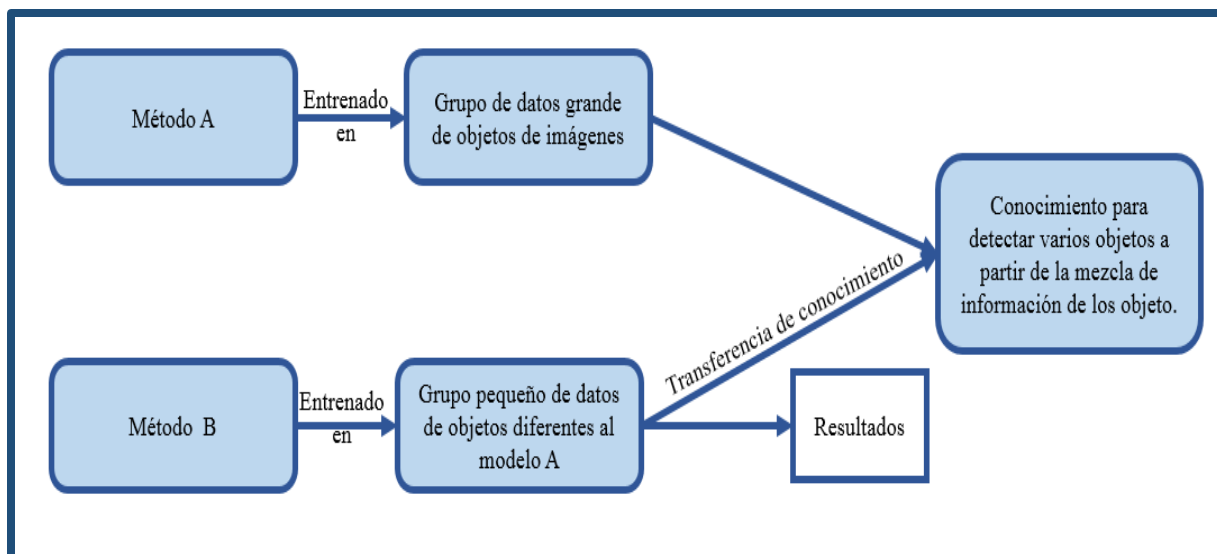 Método A
Entrenado
en
Grupo de datos grande
de objetos de imágenes
Conocimiento para
detectar varios objetos a
partir de la mezcla de
información de los objeto.
Transferencia de conocimiento
Método B
Entrenado
en
Grupo pequeño de datos
de objetos diferentes al
modelo A
Resultados